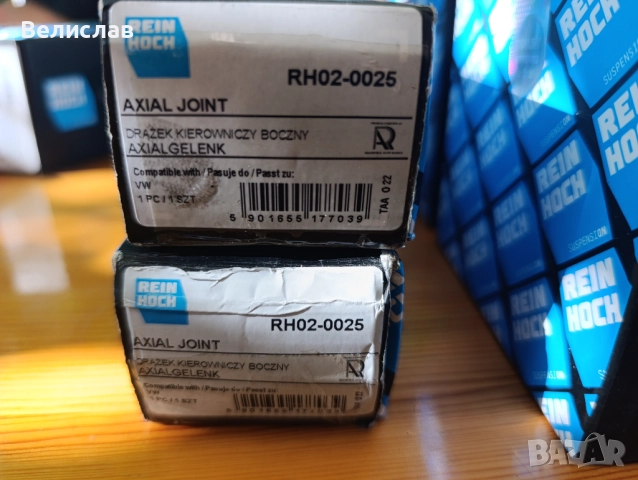 Велислав
REIN
HOCH
RH02-0025
AXIAL JOINT
DRĄŻEK KIEROWNICZY BOCZNY
AXIALGELENK
Compatible with / Pasuje do / Passt zu:
VW
1 PC / 1 SZT
5 901655 177039
TAA 0 22
REIN
HOCH
RH02-0025
AXIAL JOINT
DRĄŻEK KIEROWNICZY BOCZNY
AXIALGELENK
Compatible with / Pasuje do / Passt zu:
VW
1 PC / 1 SZT
REIN
HOCH
SUSPENSION
REIN
HOCH
SUSPENSION
REIN
HOCH
REIN
HOCH
BAZAR